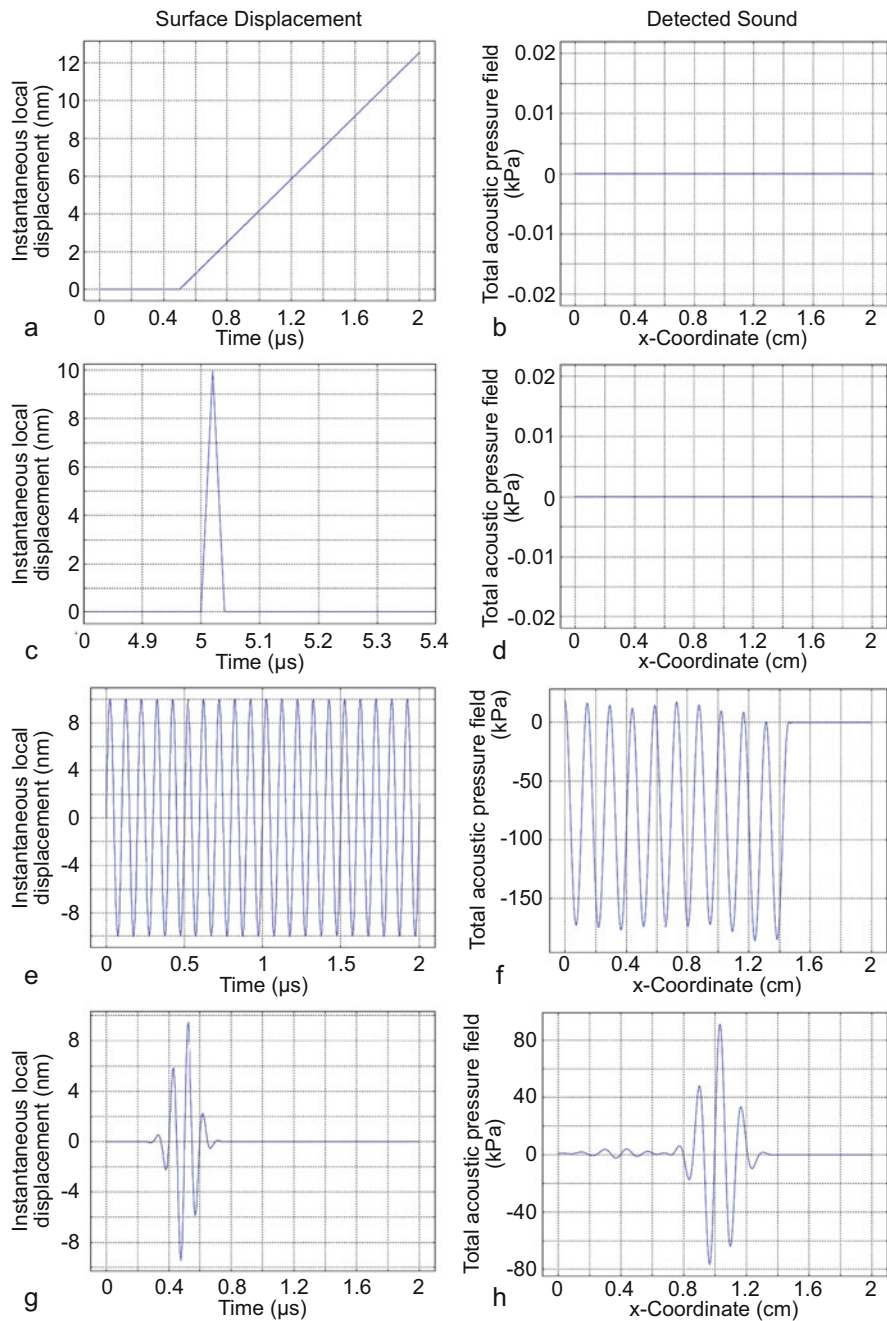 Surface Displacement
Detected Sound
Instantaneous local
displacement (nm)
12
10
8
6
4
2
0
0 0.4 0.8 1.2 1.6 2
Time (µs)
a
Total acoustic pressure field
(kPa)
0.02
0.01
0
-0.01
-0.02
0 0.4 0.8 1.2 1.6 2
x-Coordinate (cm)
b
Instantaneous local
displacement (nm)
10
8
6
4
2
0
0 4.9 5 5.1 5.2 5.3 5.4
Time (µs)
c
Total acoustic pressure field
(kPa)
0.02
0.01
0
-0.01
-0.02
0 0.4 0.8 1.2 1.6 2
x-Coordinate (cm)
d
Instantaneous local
displacement (nm)
8
4
0
-4
-8
0 0.5 1 1.5 2
Time (µs)
e
Total acoustic pressure field
(kPa)
0
-50
-100
-150
0 0.4 0.8 1.2 1.6 2
x-Coordinate (cm)
f
Instantaneous local
displacement (nm)
8
4
0
-4
-8
0 0.4 0.8 1.2 1.6 2
Time (µs)
g
Total acoustic pressure field
(kPa)
80
40
0
-40
-80
0 0.4 0.8 1.2 1.6 2
x-Coordinate (cm)
h